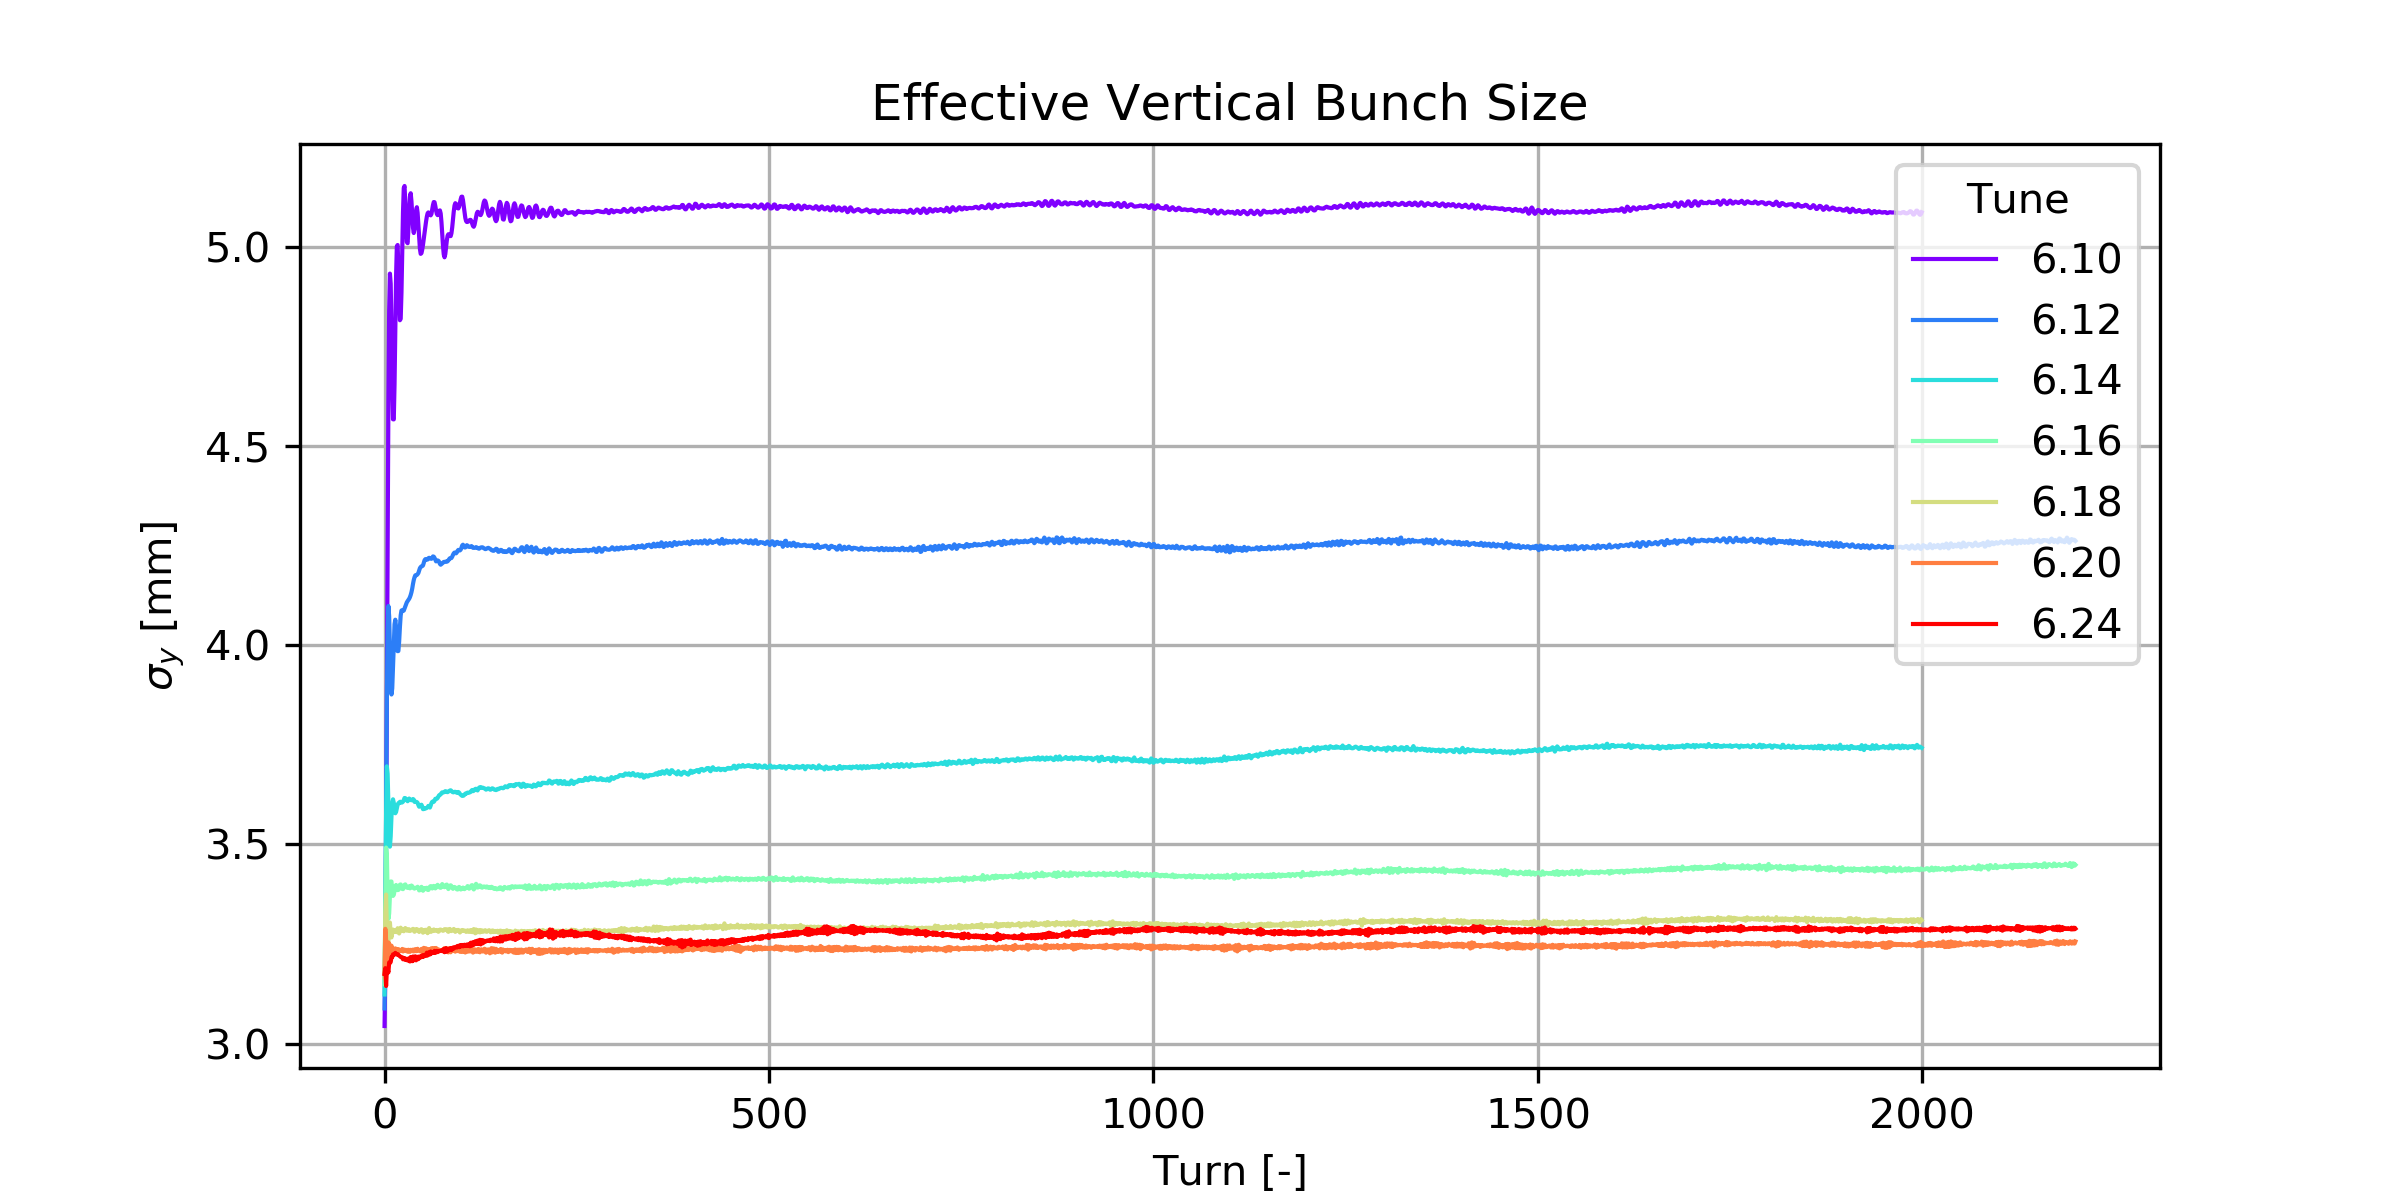 Effective Vertical Bunch Size
σy [mm]
5.0
4.5
4.0
3.5
3.0
0 500 1000 1500 2000
Turn [-]
Tune
6.10
6.12
6.14
6.16
6.18
6.20
6.24